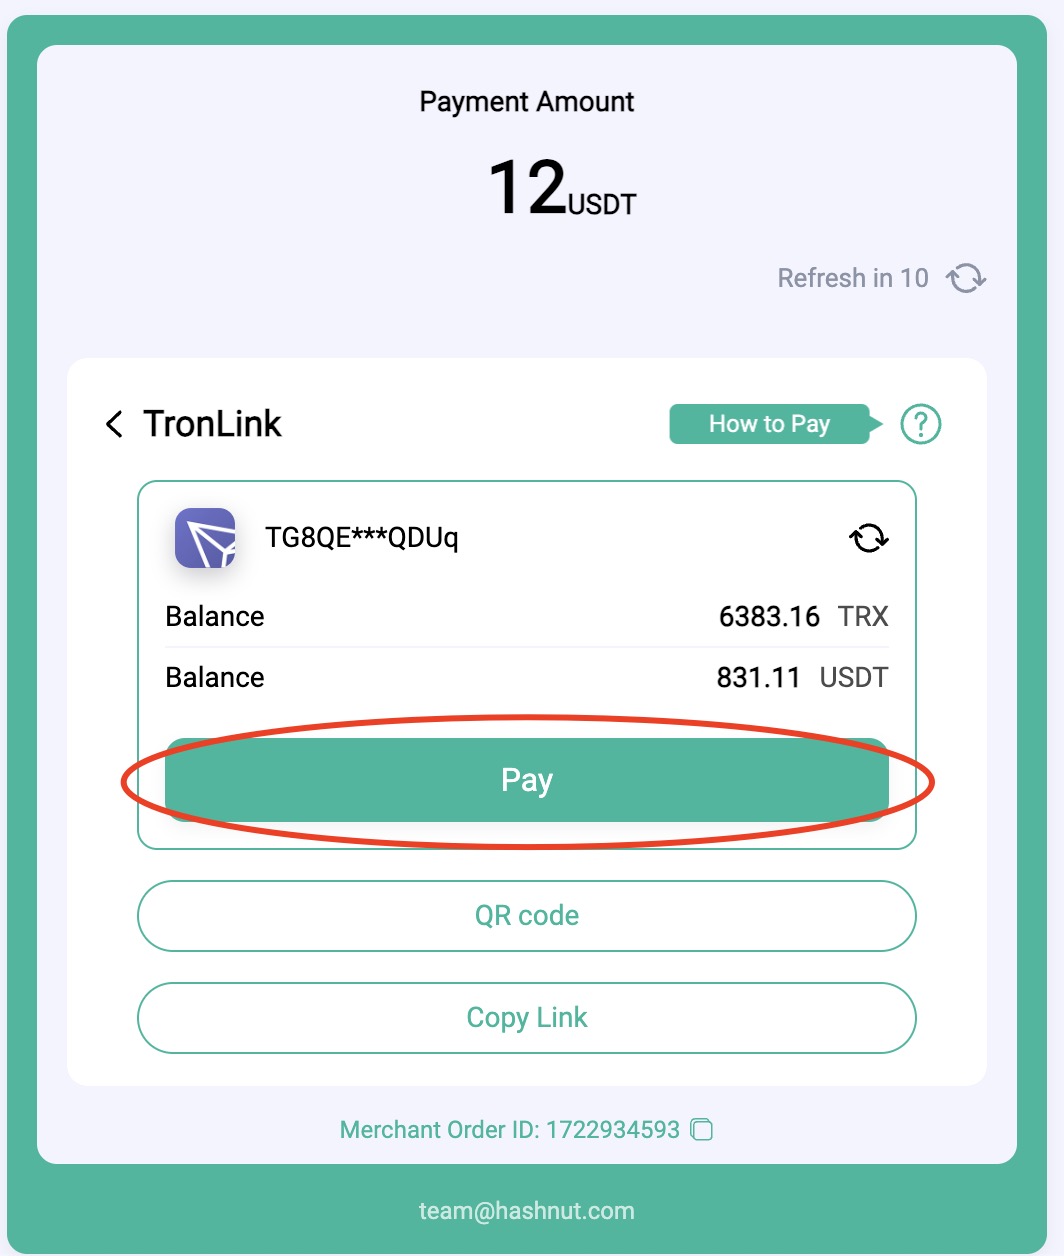 Payment Amount
12USDT
Refresh in 10
TronLink
How to Pay
?
TG8QE***QDUq
Balance 6383.16 TRX
Balance 831.11 USDT
Pay
QR code
Copy Link
Merchant Order ID: 1722934593
team@hashnut.com